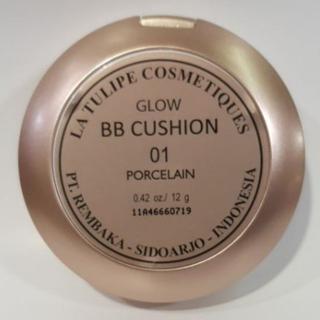 LA TULIPE COSMETIQUES
GLOW
BB CUSHION
01
PORCELAIN
0.42 oz./ 12 g
11A46660719
PT. REMBAKA - SIDOARJO - INDONESIA